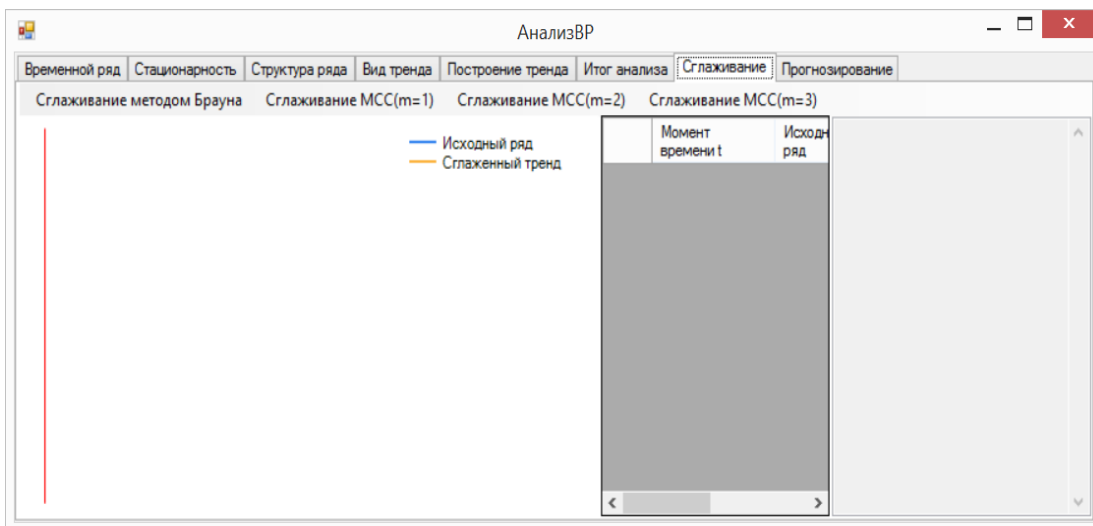 АнализВР
Временной ряд Стационарность Структура ряда Вид тренда Построение тренда Итог анализа Сглаживание Прогнозирование
Сглаживание методом Брауна Сглаживание МСС(m=1) Сглаживание МСС(m=2) Сглаживание МСС(m=3)
Исходный ряд
Сглаженный тренд
Момент
времени t
Исходн
ряд